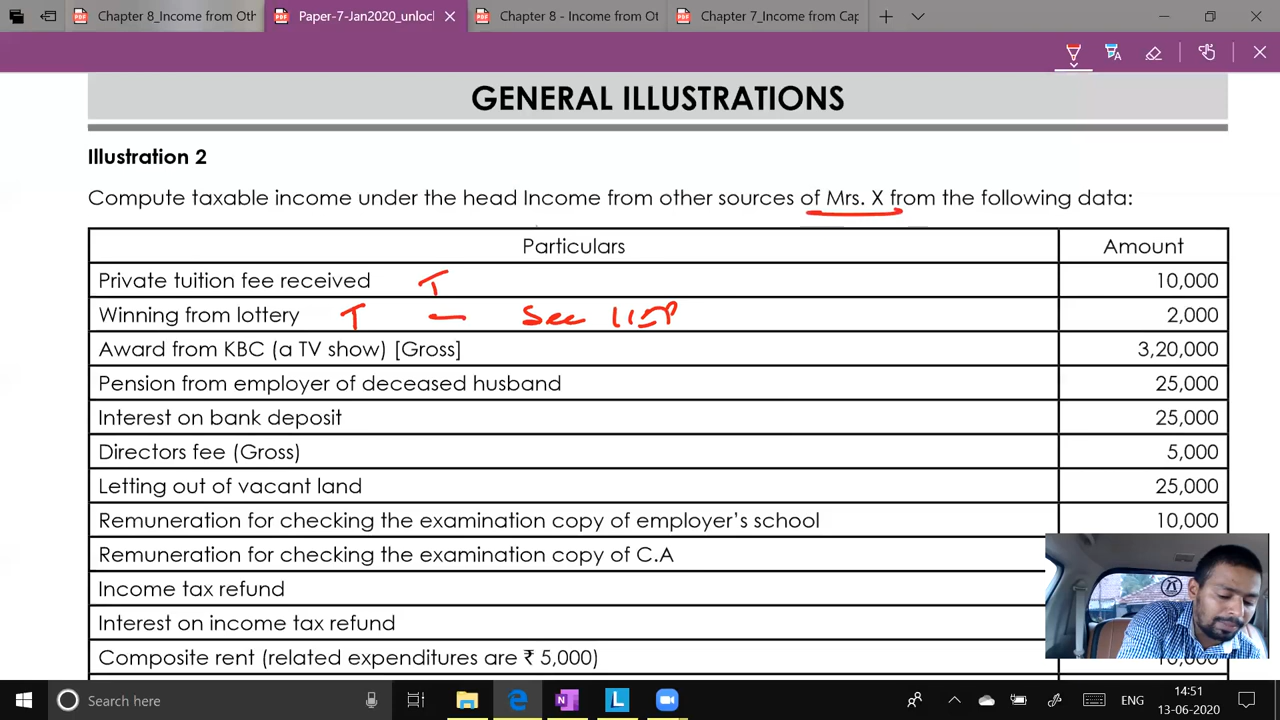 Chapter 8_Income from Oth
Paper-7-Jan2020_unlock
Chapter 8 - Income from Ot
Chapter 7_Income from Cap
GENERAL ILLUSTRATIONS
Illustration 2
Compute taxable income under the head Income from other sources of Mrs. X from the following data:
Particulars Amount
Private tuition fee received T 10,000
Winning from lottery T — See 115 2,000
Award from KBC (a TV show) [Gross] 3,20,000
Pension from employer of deceased husband 25,000
Interest on bank deposit 25,000
Directors fee (Gross) 5,000
Letting out of vacant land 25,000
Remuneration for checking the examination copy of employer's school 10,000
Remuneration for checking the examination copy of C.A
Income tax refund
Interest on income tax refund
Composite rent (related expenditures are ₹ 5,000) 10,000
Search here
ENG
14:51
13-06-2020